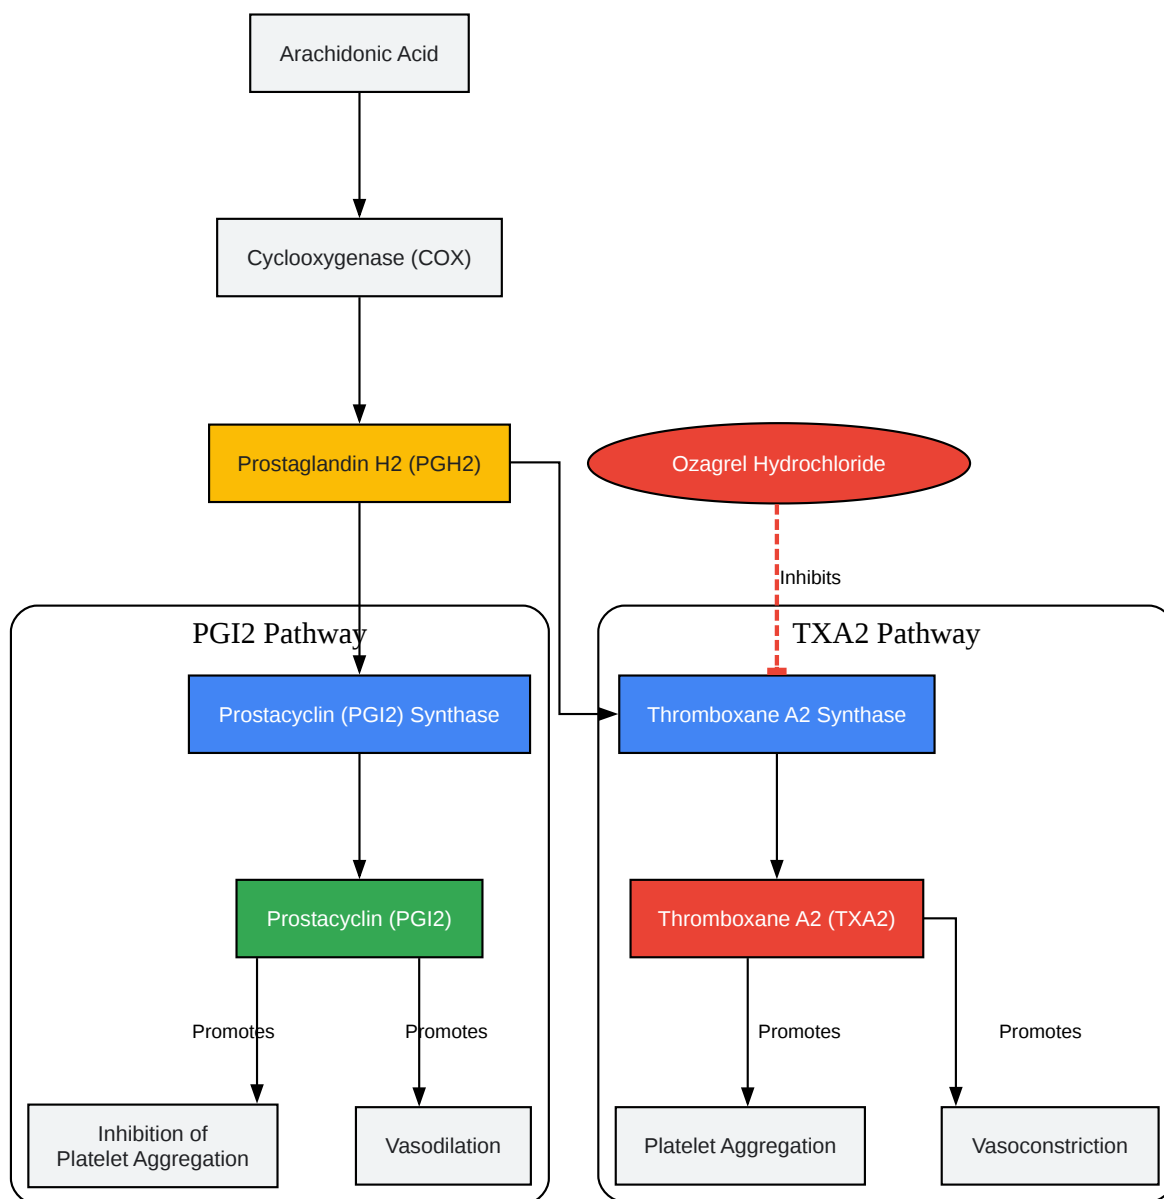 Arachidonic Acid
Cyclooxygenase (COX)
Prostaglandin H2 (PGH2)
Ozagrel Hydrochloride
Inhibits
PGI2 Pathway
TXA2 Pathway
Prostacyclin (PGI2) Synthase
Thromboxane A2 Synthase
Prostacyclin (PGI2)
Thromboxane A2 (TXA2)
Promotes
Promotes
Promotes
Promotes
Inhibition of
Platelet Aggregation
Vasodilation
Platelet Aggregation
Vasoconstriction